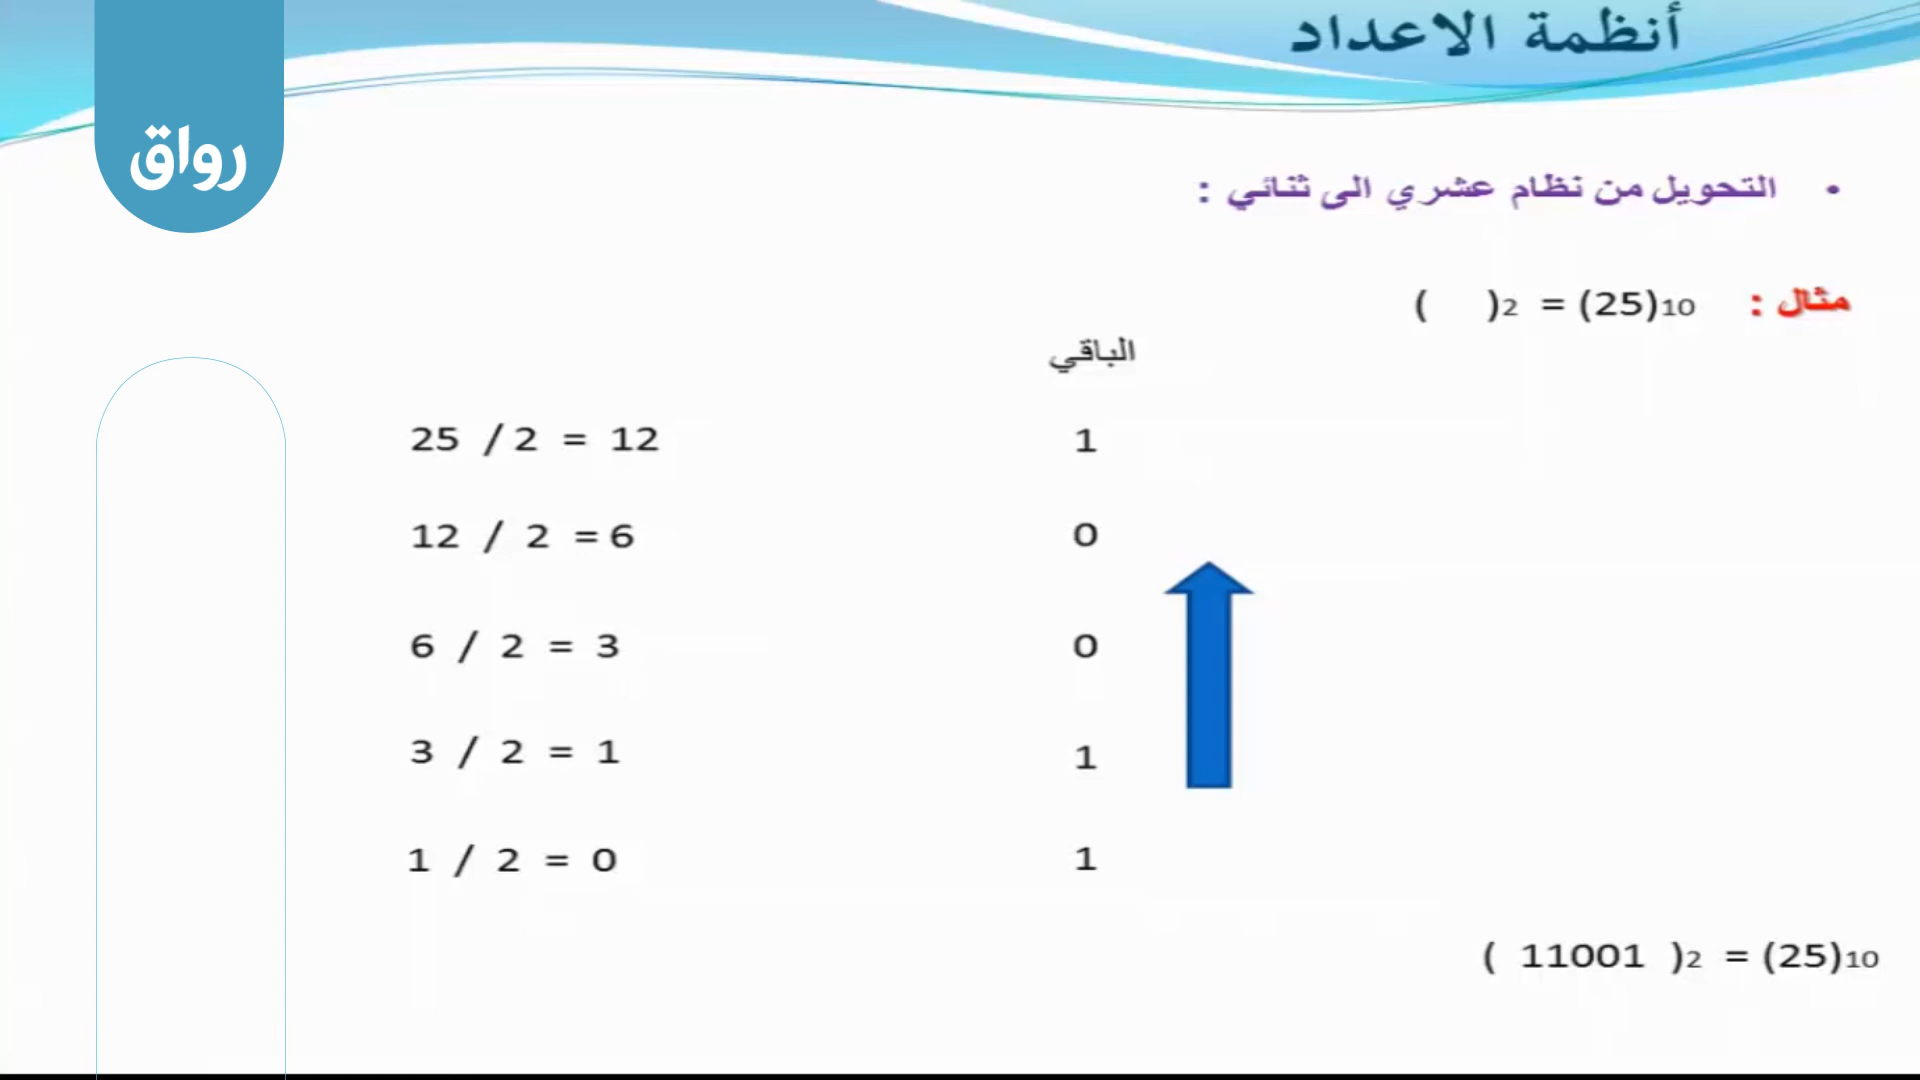 أنظمة الاعداد
رواق
• التحويل من نظام عشري الى ثنائي :
مثال : ( )2 = (25)10
الباقي
25 / 2 = 12 1
12 / 2 = 6 0
6 / 2 = 3 0
3 / 2 = 1 1
1 / 2 = 0 1
( 11001 )2 = (25)10